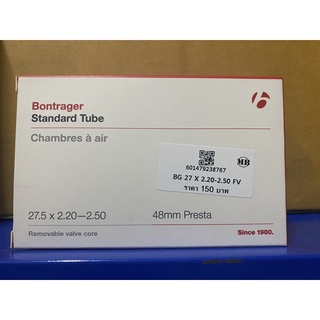 Bontrager
Standard Tube
Chambres à air
601479238767
MB
BG 27 X 2.20-2.50 FV
ราคา 150 บาท
27.5 x 2.20—2.50
48mm Presta
Removable valve core
Since 1980.